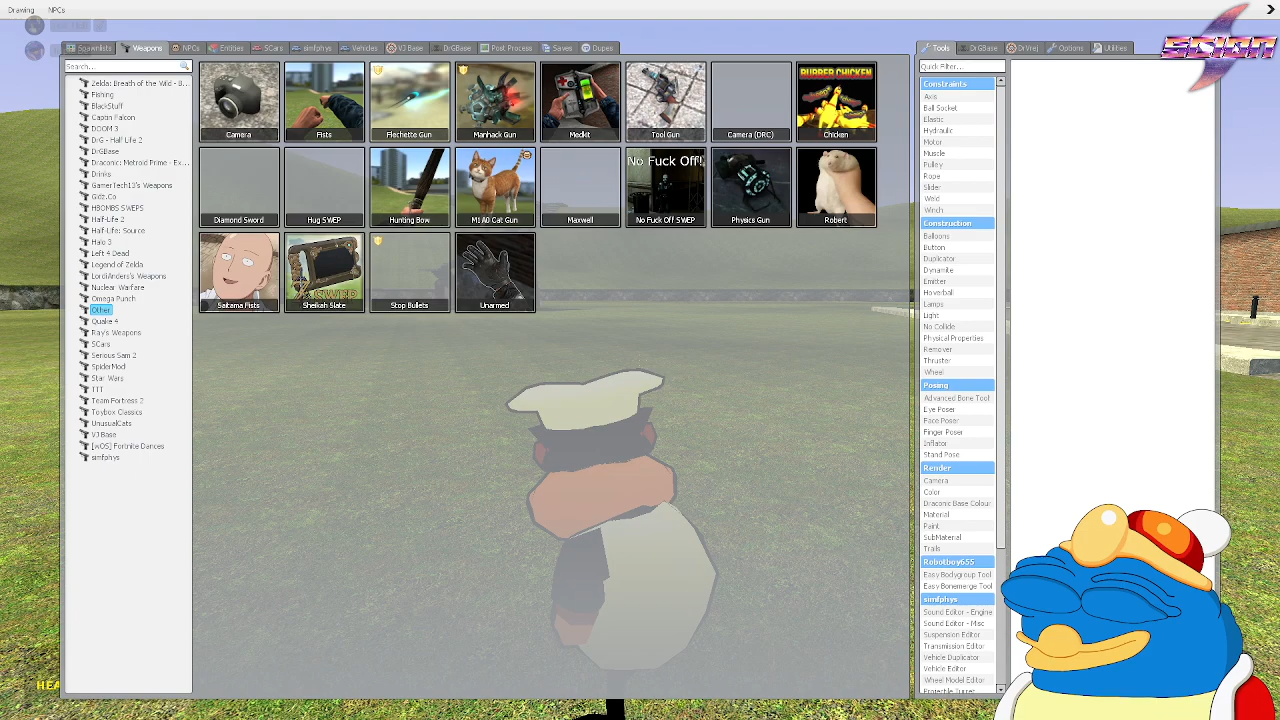 Drawing NPCs
SCION
Spawnlists Weapons NPCs Entities SCars simfphys Vehicles VJ Base DrGBase Post Process Saves Dupes
Tools DrGBase DrVrej Options Utilities
Search...
Quick Filter...
Zelda: Breath of the Wild - B...
Fishing
BlackStuff
Captin Falcon
DOOM 3
DrG - Half Life 2
DrGBase
Draconic: Metroid Prime - Ex...
Drinks
GamerTech13's Weapons
Gidz.Co
HBOMBS SWEPS
Half-Life 2
Half-Life: Source
Halo 3
Left 4 Dead
Legend of Zelda
LordiAnders's Weapons
Nuclear Warfare
Omega Punch
Other
Quake 4
Ray's Weapons
SCars
Serious Sam 2
SpiderMod
Star Wars
TTT
Team Fortress 2
Toybox Classics
UnusualCats
VJ Base
[wOS] Fortnite Dances
simfphys
RUBBER CHICKEN
Camera Fists Flechette Gun Manhack Gun Medkit Tool Gun Camera (DRC) Chicken
No Fuck Off!
Diamond Sword Hug SWEP Hunting Bow M1A0 Cat Gun Maxwell No Fuck Off SWEP Physics Gun Robert
SWEP
Saitama Fists Sheikah Slate Stop Bullets Unarmed
Constraints
Axis
Ball Socket
Elastic
Hydraulic
Motor
Muscle
Pulley
Rope
Slider
Weld
Winch
Construction
Balloons
Button
Duplicator
Dynamite
Emitter
Hoverball
Lamps
Light
No Collide
Physical Properties
Remover
Thruster
Wheel
Posing
Advanced Bone Tool
Eye Poser
Face Poser
Finger Poser
Inflator
Stand Pose
Render
Camera
Color
Draconic Base Colour
Material
Paint
SubMaterial
Trails
Robotboy655
Easy Bodygroup Tool
Easy Bonemerge Tool
simfphys
Sound Editor - Engine
Sound Editor - Misc
Suspension Editor
Transmission Editor
Vehicle Duplicator
Vehicle Editor
Wheel Model Editor
Projectile Turret
HEA